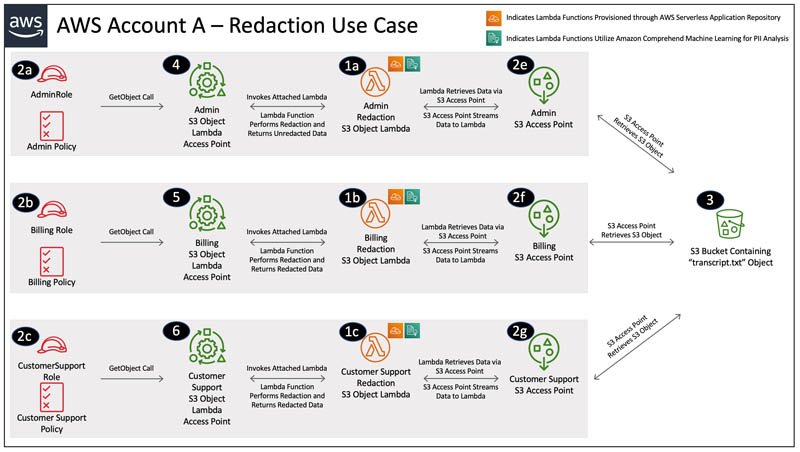 aws
AWS Account A – Redaction Use Case
Indicates Lambda Functions Provisioned through AWS Serverless Application Repository
Indicates Lambda Functions Utilize Amazon Comprehend Machine Learning for PII Analysis
2a
AdminRole
Admin Policy
GetObject Call
4
Admin
S3 Object
Lambda
Access Point
Invokes Attached Lambda
Lambda Function
Performs Redaction and
Returns Unredacted Data
1a
Admin
Redaction
S3 Object Lambda
Lambda Retrieves Data via
S3 Access Point
S3 Access Point Streams
Data to Lambda
2e
Admin
S3 Access Point
S3 Access Point
Retrieves S3 Object
2b
Billing Role
Billing Policy
GetObject Call
5
Billing
S3 Object
Lambda
Access Point
Invokes Attached Lambda
Lambda Function
Performs Redaction and
Returns Redacted Data
1b
Billing
Redaction
S3 Object Lambda
Lambda Retrieves Data via
S3 Access Point
S3 Access Point Streams
Data to Lambda
2f
Billing
S3 Access Point
S3 Access Point
Retrieves S3 Object
3
S3 Bucket Containing
“transcript.txt” Object
2c
CustomerSupport
Role
Customer Support
Policy
GetObject Call
6
Customer
Support
S3 Object
Lambda
Access Point
Invokes Attached Lambda
Lambda Function
Performs Redaction and
Returns Redacted Data
1c
Customer Support
Redaction
S3 Object Lambda
Lambda Retrieves Data via
S3 Access Point
S3 Access Point Streams
Data to Lambda
2g
Customer Support
S3 Access Point
S3 Access Point
Retrieves S3 Object